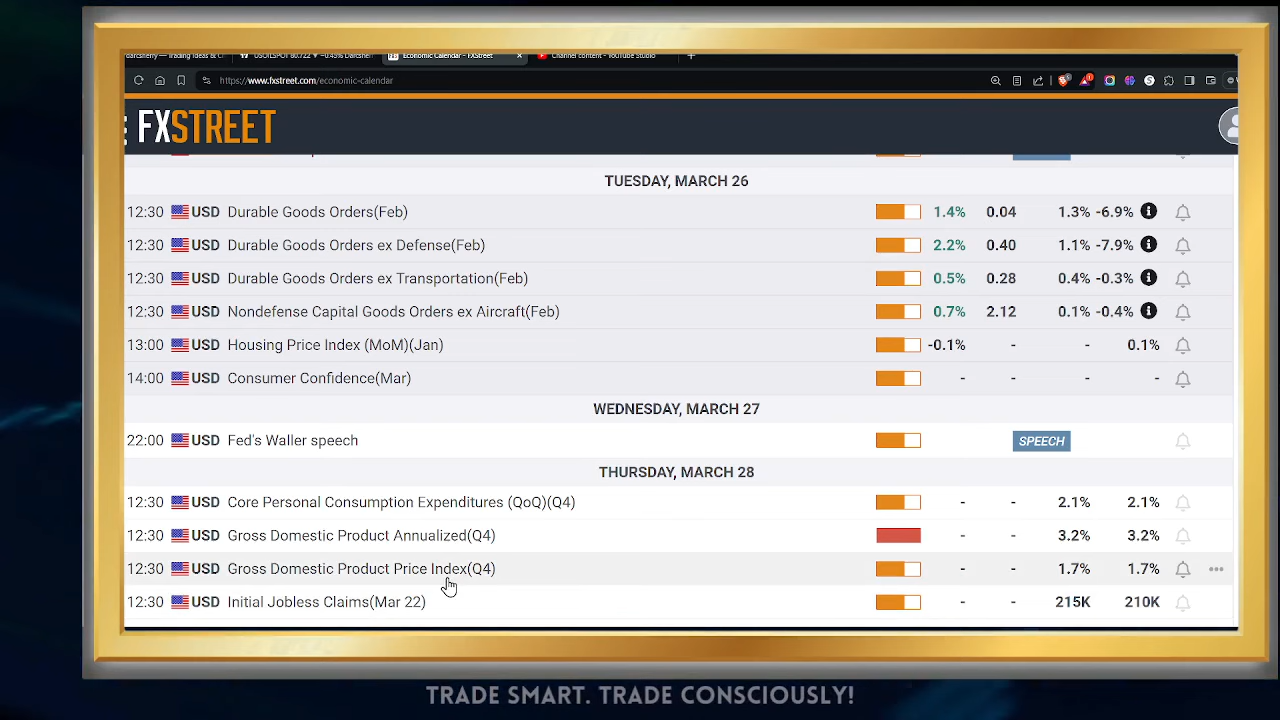 USOILSPOT 80.722 ▼ −0.45% Economic Calendar - FXStreet Channel content - YouTube Studio
https://www.fxstreet.com/economic-calendar
FXSTREET
TUESDAY, MARCH 26
12:30 USD Durable Goods Orders(Feb) 1.4% 0.04 1.3% -6.9%
12:30 USD Durable Goods Orders ex Defense(Feb) 2.2% 0.40 1.1% -7.9%
12:30 USD Durable Goods Orders ex Transportation(Feb) 0.5% 0.28 0.4% -0.3%
12:30 USD Nondefense Capital Goods Orders ex Aircraft(Feb) 0.7% 2.12 0.1% -0.4%
13:00 USD Housing Price Index (MoM)(Jan) -0.1% - - 0.1%
14:00 USD Consumer Confidence(Mar) - - - -
WEDNESDAY, MARCH 27
22:00 USD Fed's Waller speech SPEECH
THURSDAY, MARCH 28
12:30 USD Core Personal Consumption Expenditures (QoQ)(Q4) - - 2.1% 2.1%
12:30 USD Gross Domestic Product Annualized(Q4) - - 3.2% 3.2%
12:30 USD Gross Domestic Product Price Index(Q4) - - 1.7% 1.7%
12:30 USD Initial Jobless Claims(Mar 22) - - 215K 210K
TRADE SMART. TRADE CONSCIOUSLY!